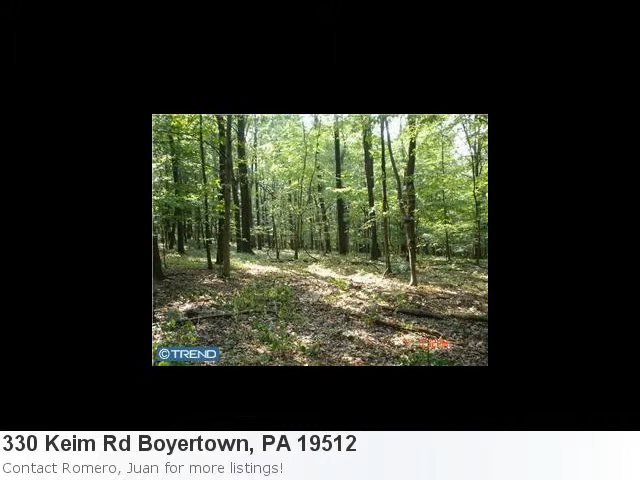 ©TREND
330 Keim Rd Boyertown, PA 19512
Contact Romero, Juan for more listings!